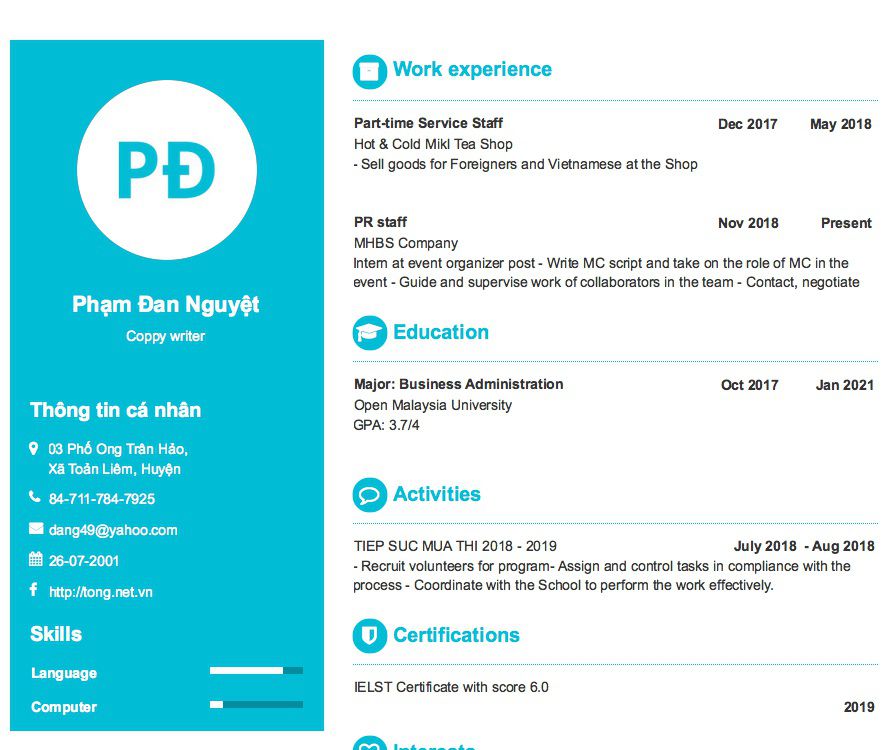 PĐ
Phạm Đan Nguyệt
Coppy writer
Thông tin cá nhân
03 Phố Ong Trân Hảo,
Xã Toản Liêm, Huyện
84-711-784-7925
dang49@yahoo.com
26-07-2001
http://tong.net.vn
Skills
Language
Computer
Work experience
Part-time Service Staff Dec 2017 May 2018
Hot & Cold Mikl Tea Shop
- Sell goods for Foreigners and Vietnamese at the Shop
PR staff Nov 2018 Present
MHBS Company
Intern at event organizer post - Write MC script and take on the role of MC in the
event - Guide and supervise work of collaborators in the team - Contact, negotiate
Education
Major: Business Administration Oct 2017 Jan 2021
Open Malaysia University
GPA: 3.7/4
Activities
TIEP SUC MUA THI 2018 - 2019 July 2018 - Aug 2018
- Recruit volunteers for program- Assign and control tasks in compliance with the
process - Coordinate with the School to perform the work effectively.
Certifications
IELST Certificate with score 6.0
2019
Interests